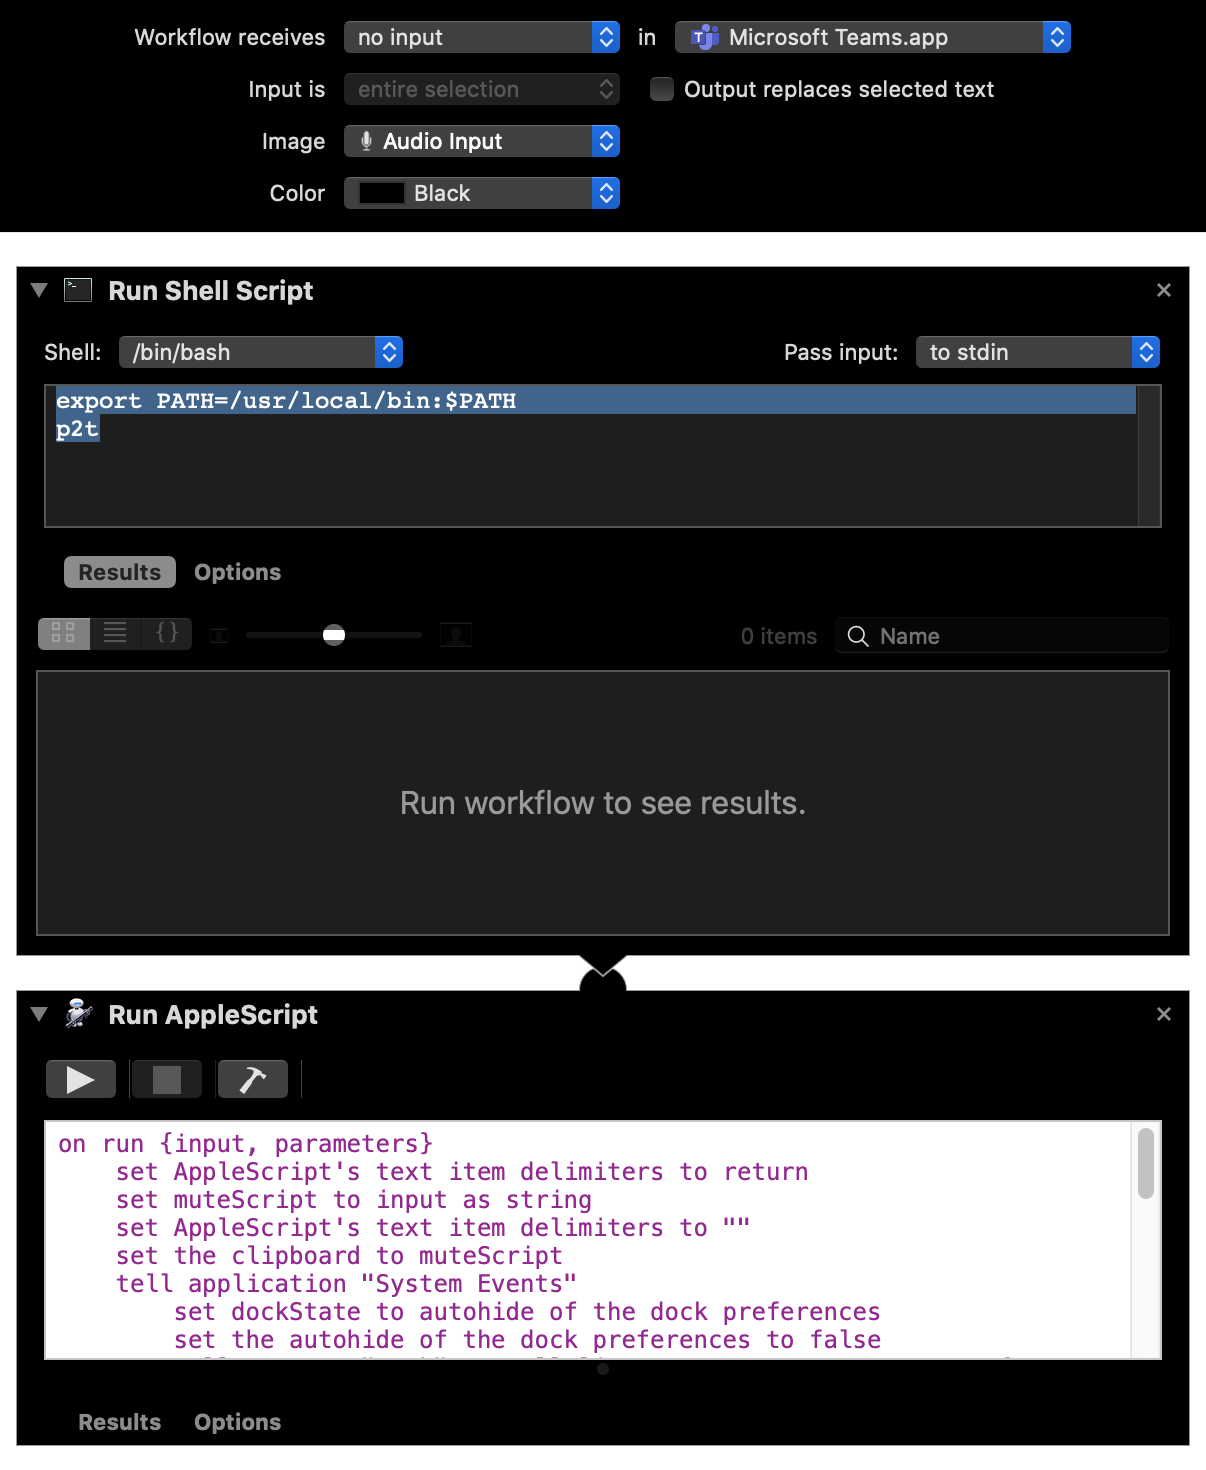 Workflow receives no input in Microsoft Teams.app
Input is entire selection Output replaces selected text
Image Audio Input
Color Black
Run Shell Script
Shell: /bin/bash Pass input: to stdin
export PATH=/usr/local/bin:$PATH
p2t
Results Options
0 items Name
Run workflow to see results.
Run AppleScript
on run {input, parameters}
set AppleScript's text item delimiters to return
set muteScript to input as string
set AppleScript's text item delimiters to ""
set the clipboard to muteScript
tell application "System Events"
set dockState to autohide of the dock preferences
set the autohide of the dock preferences to false
Results Options